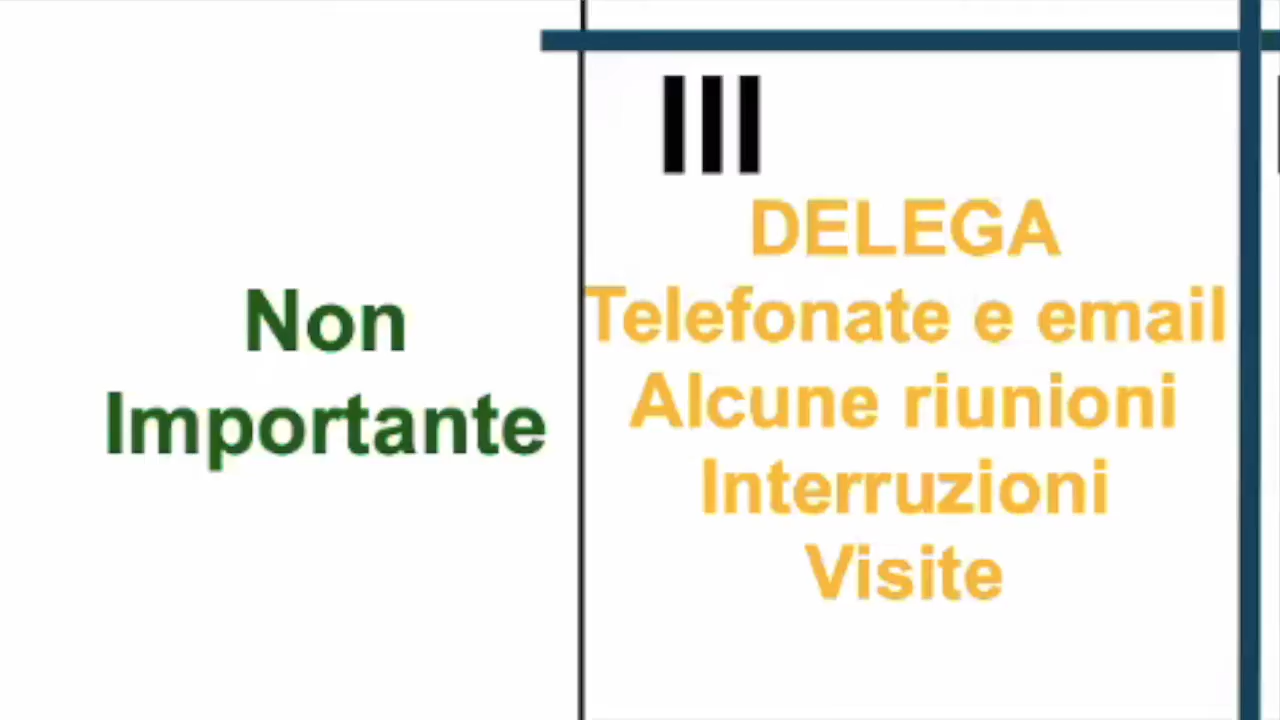 III
DELEGA
Non
Importante
Telefonate e email
Alcune riunioni
Interruzioni
Visite